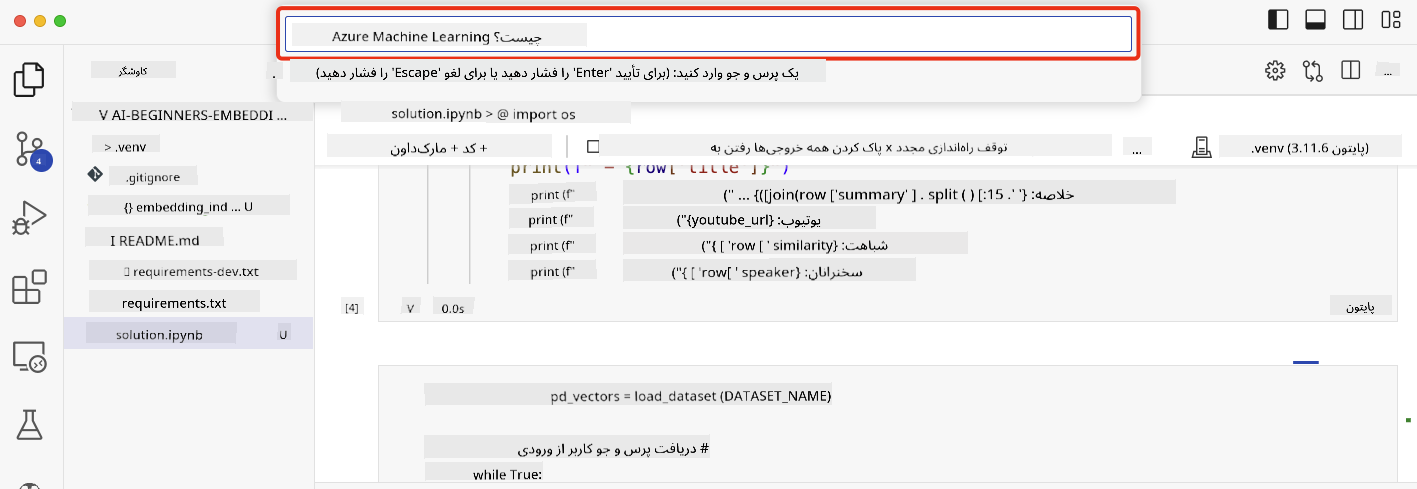 Azure Machine Learning چیست؟
یک پرس و جو وارد کنید: (برای تأیید 'Enter' را فشار دهید یا برای لغو 'Escape' را فشار دهید)
کاوشگر
...
V AI-BEGINNERS-EMBEDDI ...
> .venv
.gitignore
{} embedding_ind ... U
I README.md
requirements-dev.txt
requirements.txt
solution.ipynb U
4
solution.ipynb > @ import os
+ کد + مارک‌داون
توقف راه‌اندازی مجدد x پاک کردن همه خروجی‌ها رفتن به
...
.venv (پایتون 3.11.6)
print(f" = {row[ title ]}")
print (f" خلاصه: {' '. join(row ['summary' ] . split ( ) [:15])} ... ")
print (f" یوتیوب: {youtube_url}")
print (f" شباهت: {row [ ' similarity' ] }")
print (f" سخنرانان: {row[ ' speaker' ] }")
[4] V 0.0s
پایتون
pd_vectors = load_dataset (DATASET_NAME)
# دریافت پرس و جو کاربر از ورودی
while True: